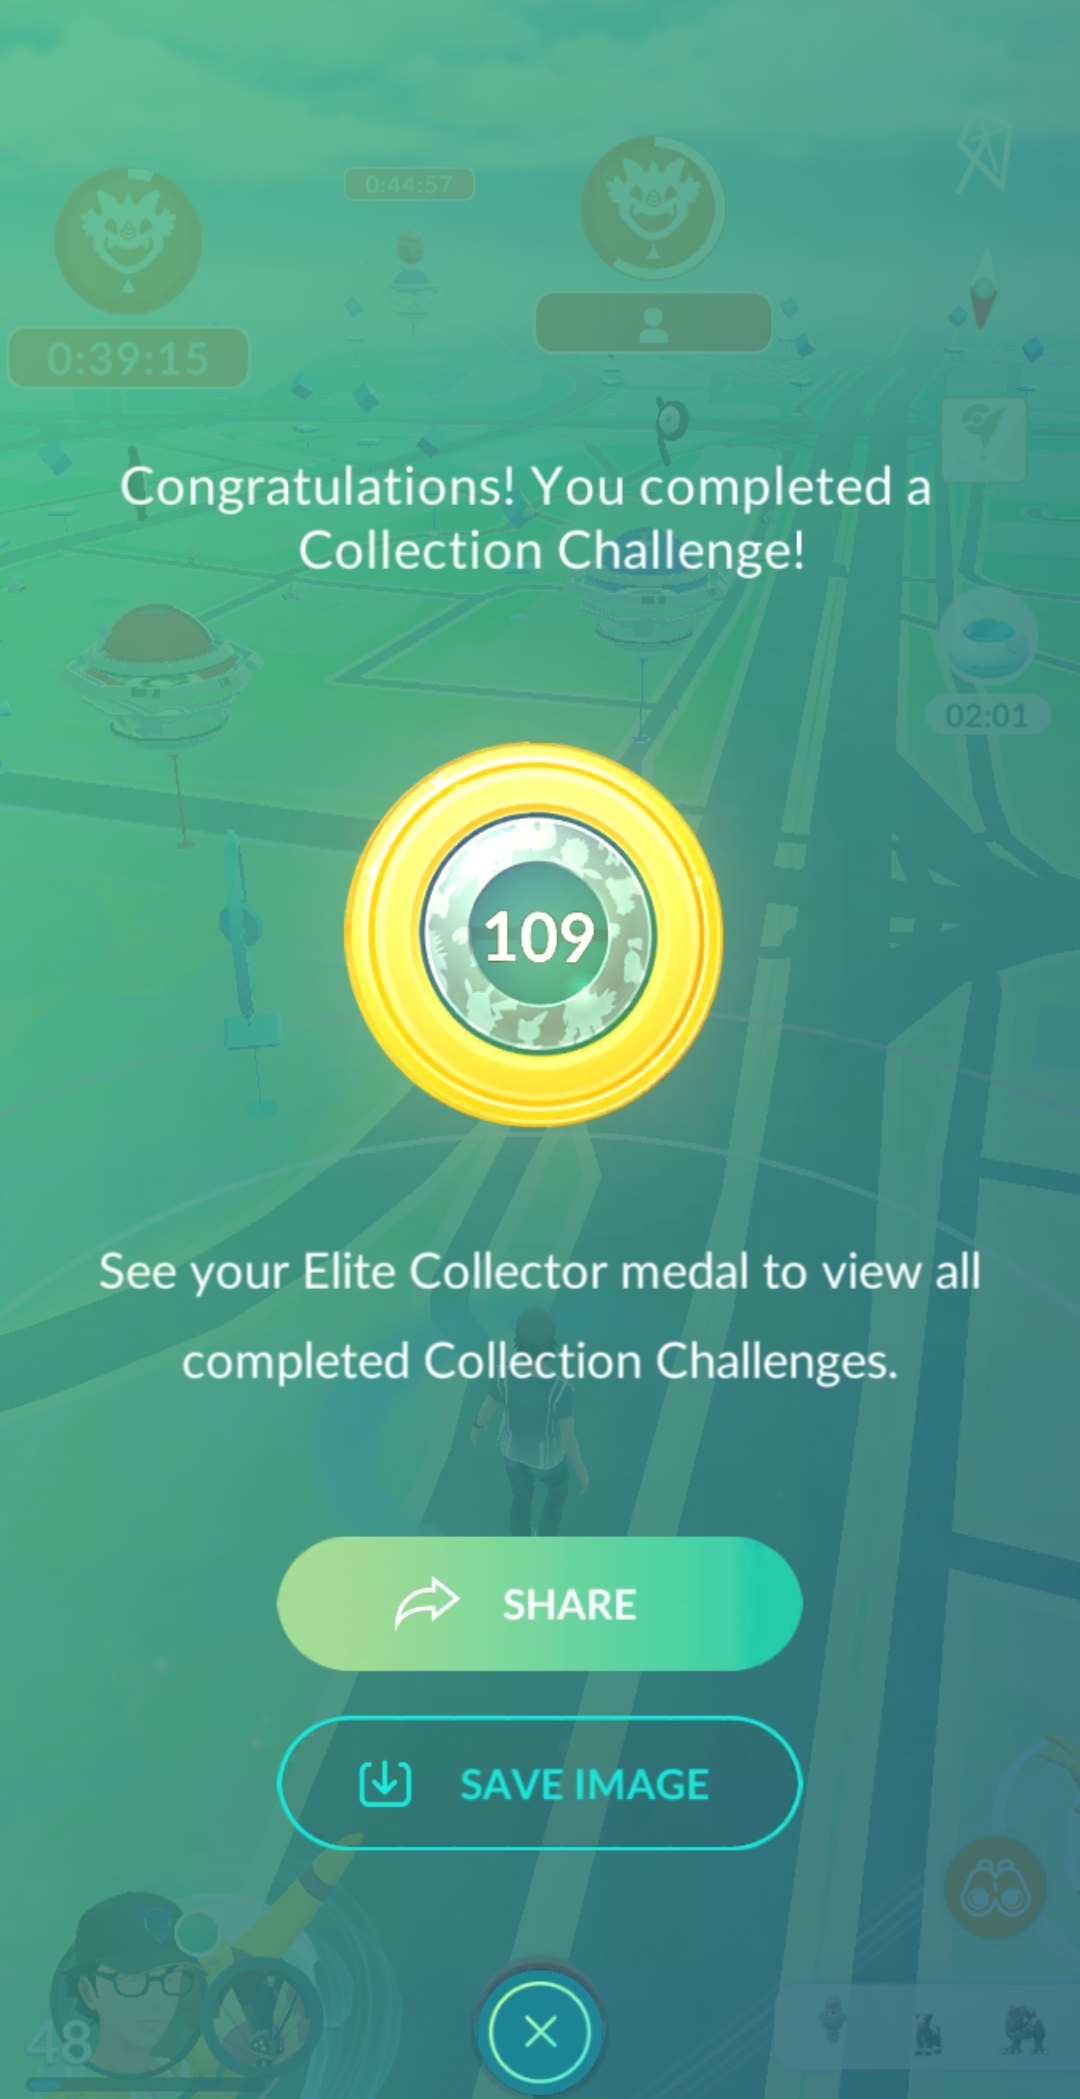 0:44:57
0:39:15
Congratulations! You completed a
Collection Challenge!
02:01
109
See your Elite Collector medal to view all
completed Collection Challenges.
SHARE
SAVE IMAGE
48